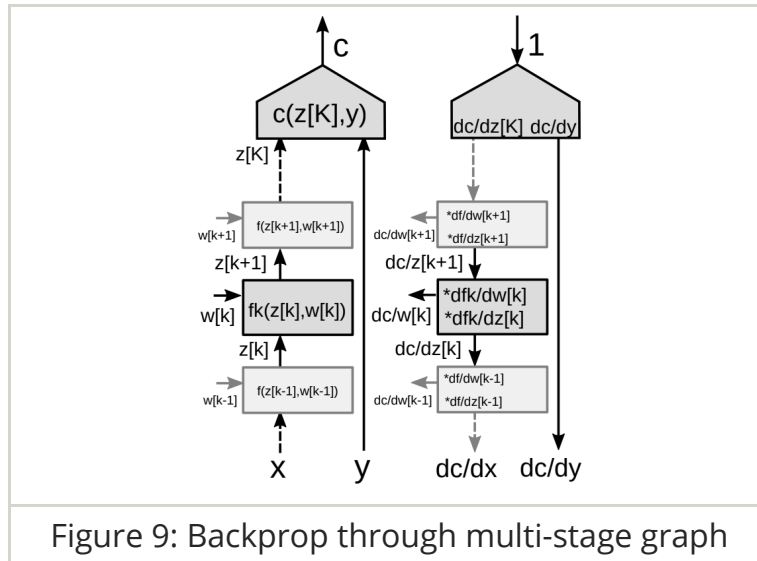 c
c(z[K],y)
z[K]
w[k+1]
f(z[k+1],w[k+1])
z[k+1]
w[k]
fk(z[k],w[k])
z[k]
w[k-1]
f(z[k-1],w[k-1])
x
y
1
dc/dz[K] dc/dy
*df/dw[k+1]
*df/dz[k+1]
dc/dw[k+1]
dc/z[k+1]
*dfk/dw[k]
*dfk/dz[k]
dc/w[k]
dc/dz[k]
*df/dw[k-1]
*df/dz[k-1]
dc/dw[k-1]
dc/dx
dc/dy
Figure 9: Backprop through multi-stage graph